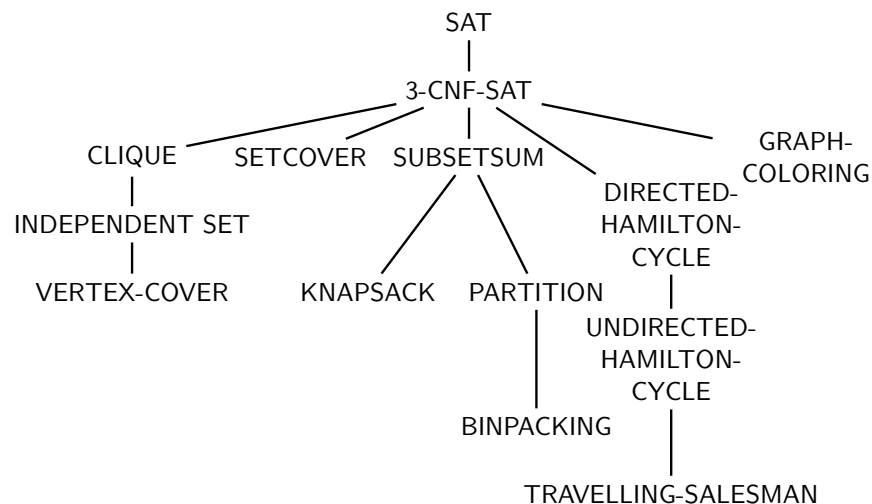 SAT
3-CNF-SAT
CLIQUE
SETCOVER
SUBSETSUM
GRAPH-
COLORING
DIRECTED-
HAMILTON-
CYCLE
INDEPENDENT SET
VERTEX-COVER
KNAPSACK
PARTITION
UNDIRECTED-
HAMILTON-
CYCLE
BINPACKING
TRAVELLING-SALESMAN